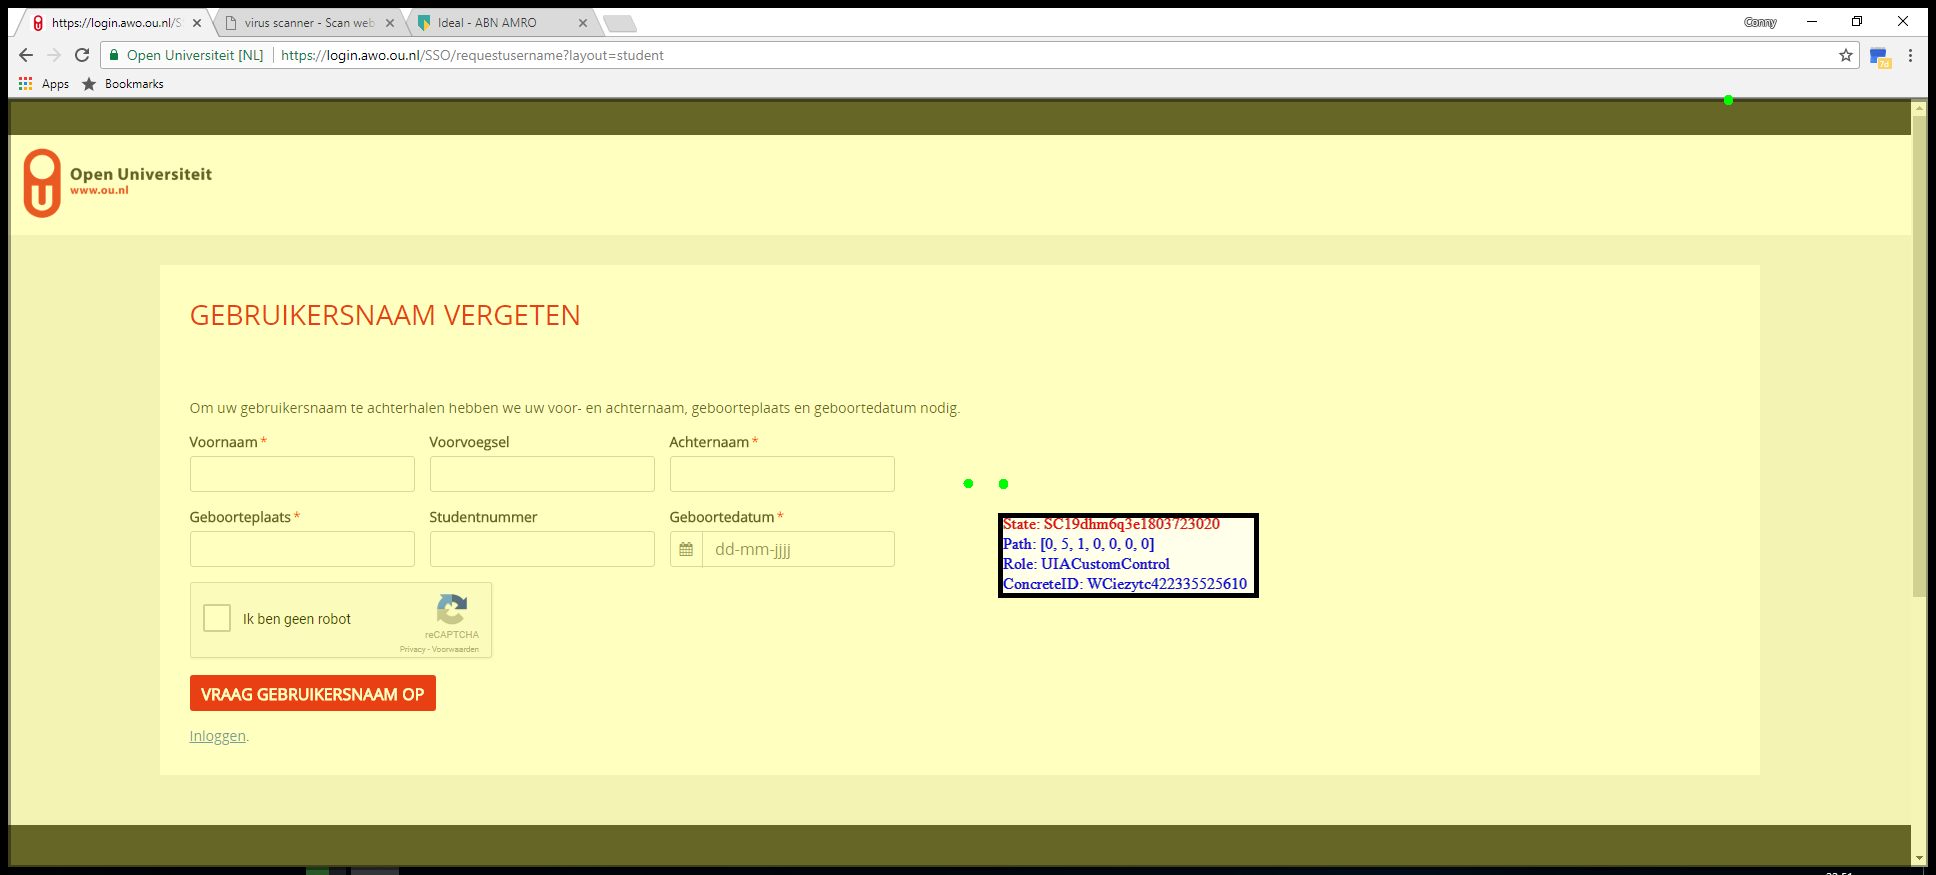 https://login.awo.ou.nl/S
virus scanner - Scan web
Ideal - ABN AMRO
Conny
Open Universiteit [NL]
https://login.awo.ou.nl/SSO/requestusername?layout=student
7d
Apps
Bookmarks
Open Universiteit
www.ou.nl
GEBRUIKERSNAAM VERGETEN
Om uw gebruikersnaam te achterhalen hebben we uw voor- en achternaam, geboorteplaats en geboortedatum nodig.
Voornaam * Voorvoegsel Achternaam *
Geboorteplaats * Studentnummer Geboortedatum *
dd-mm-jjjj
State: SC19dhm6q3e1803723020
Path: [0, 5, 1, 0, 0, 0, 0]
Role: UIACustomControl
ConcreteID: WCiezytc422335525610
Ik ben geen robot
reCAPTCHA
Privacy - Voorwaarden
VRAAG GEBRUIKERSNAAM OP
Inloggen.